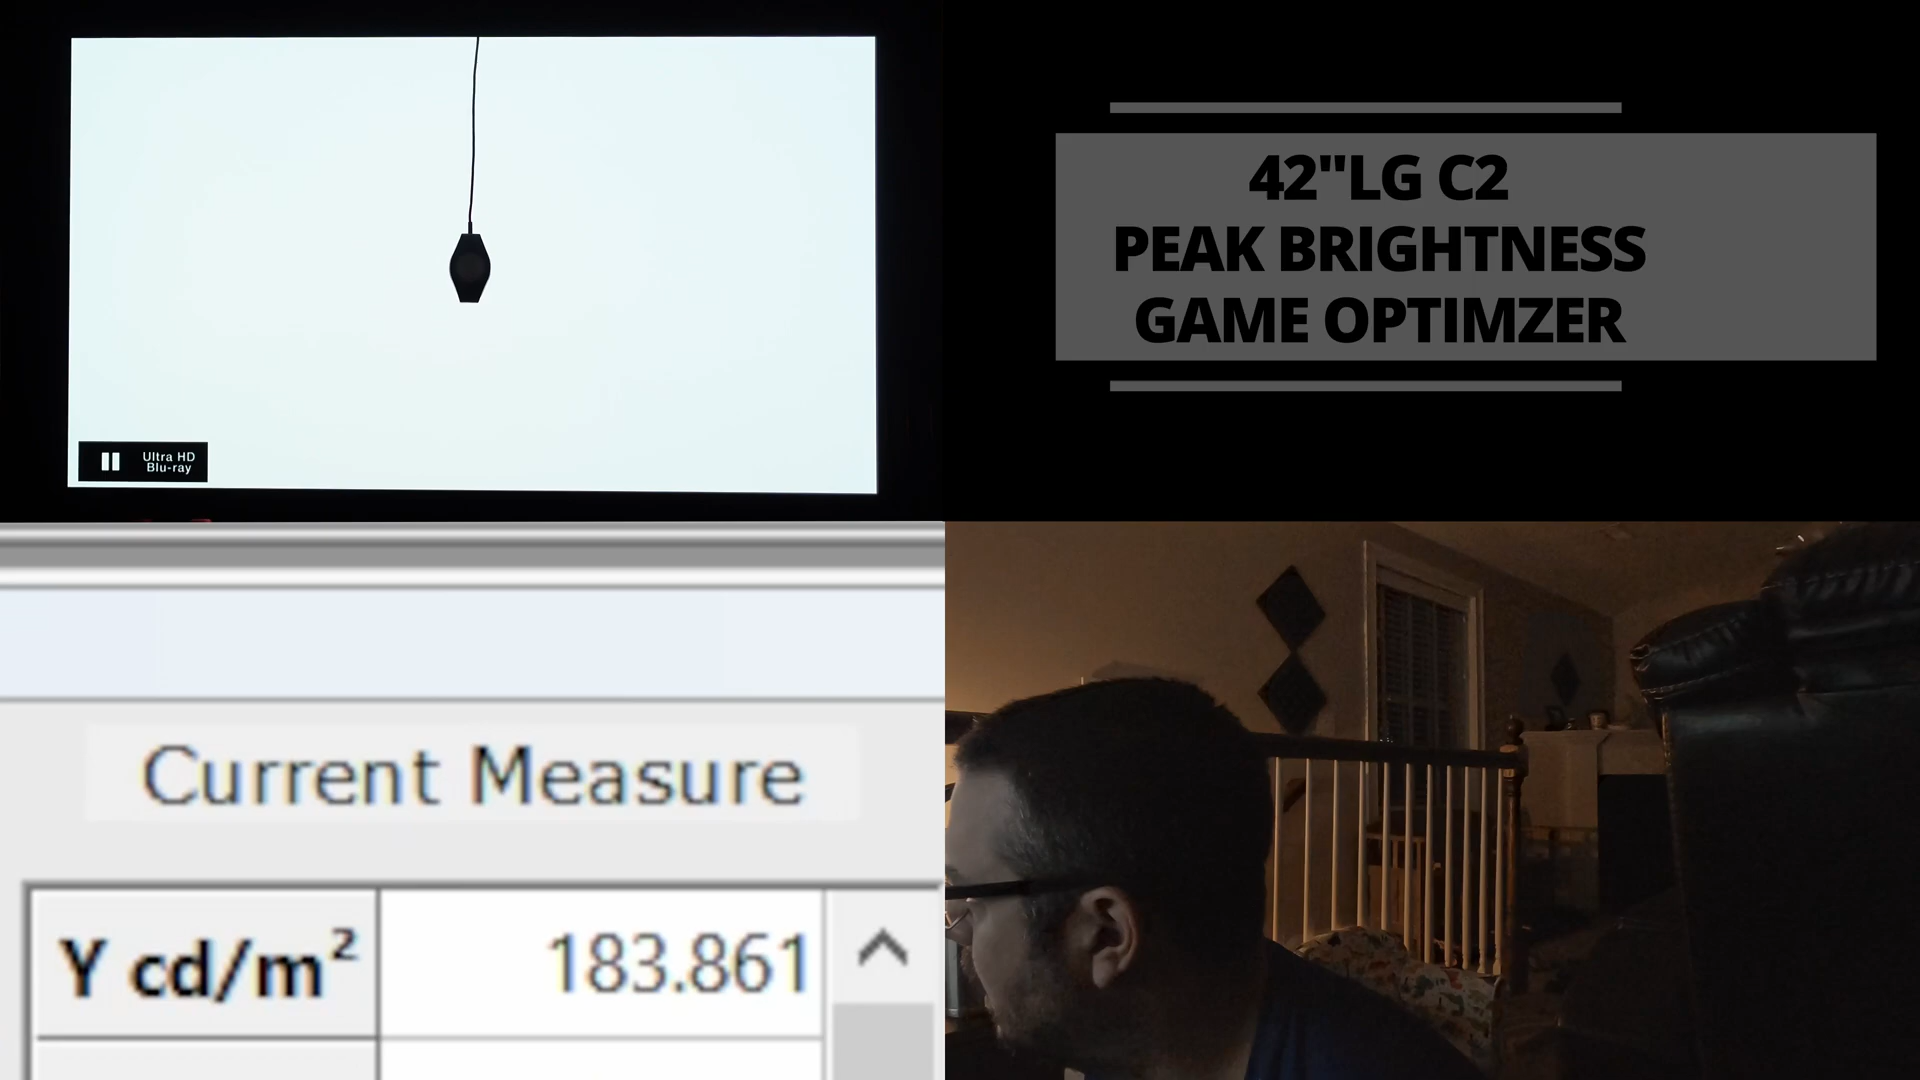 42"LG C2
PEAK BRIGHTNESS
GAME OPTIMZER
Ultra HD
Blu-ray
Current Measure
Y cd/m²
183.861